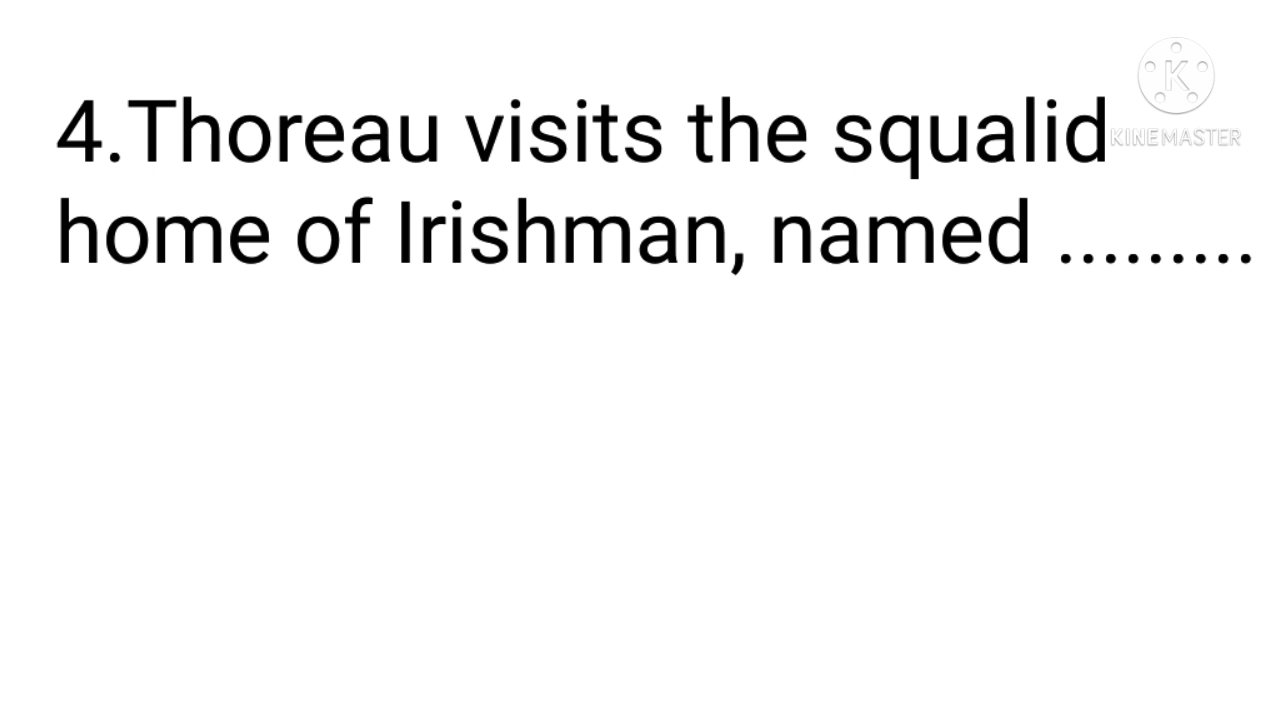 4.Thoreau visits the squalid
KINEMASTER
home of Irishman, named .........